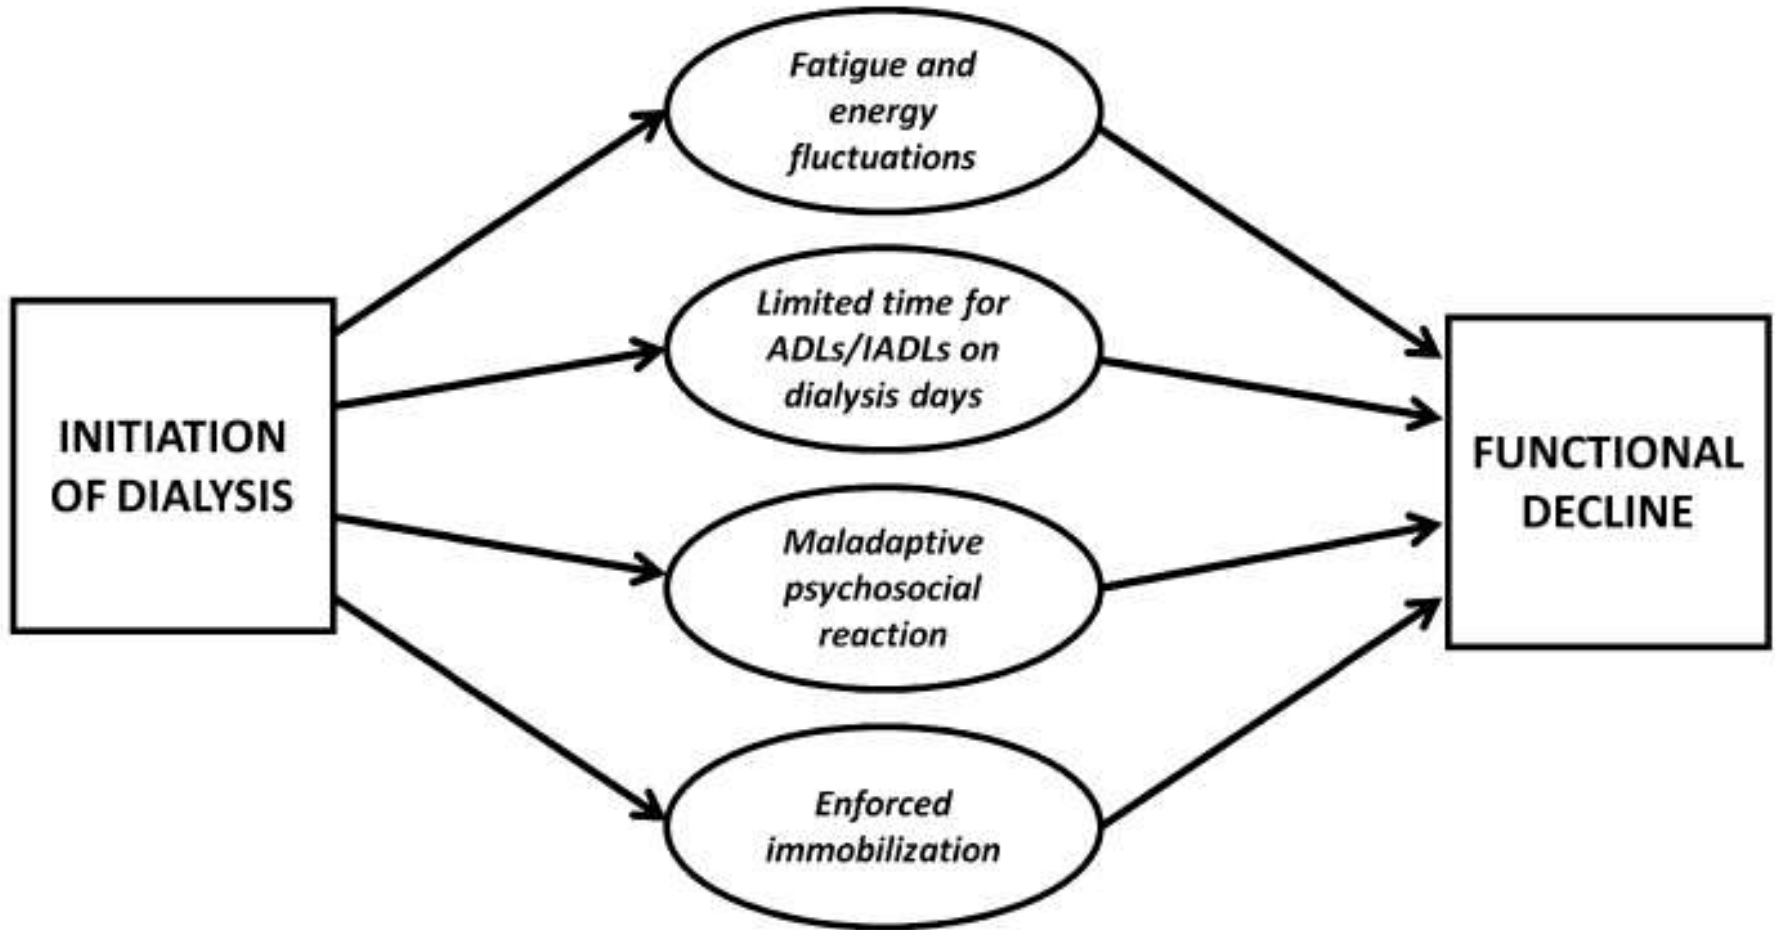 Fatigue and
energy
fluctuations
Limited time for
ADLs/IADLs on
dialysis days
INITIATION
OF DIALYSIS
FUNCTIONAL
DECLINE
Maladaptive
psychosocial
reaction
Enforced
immobilization